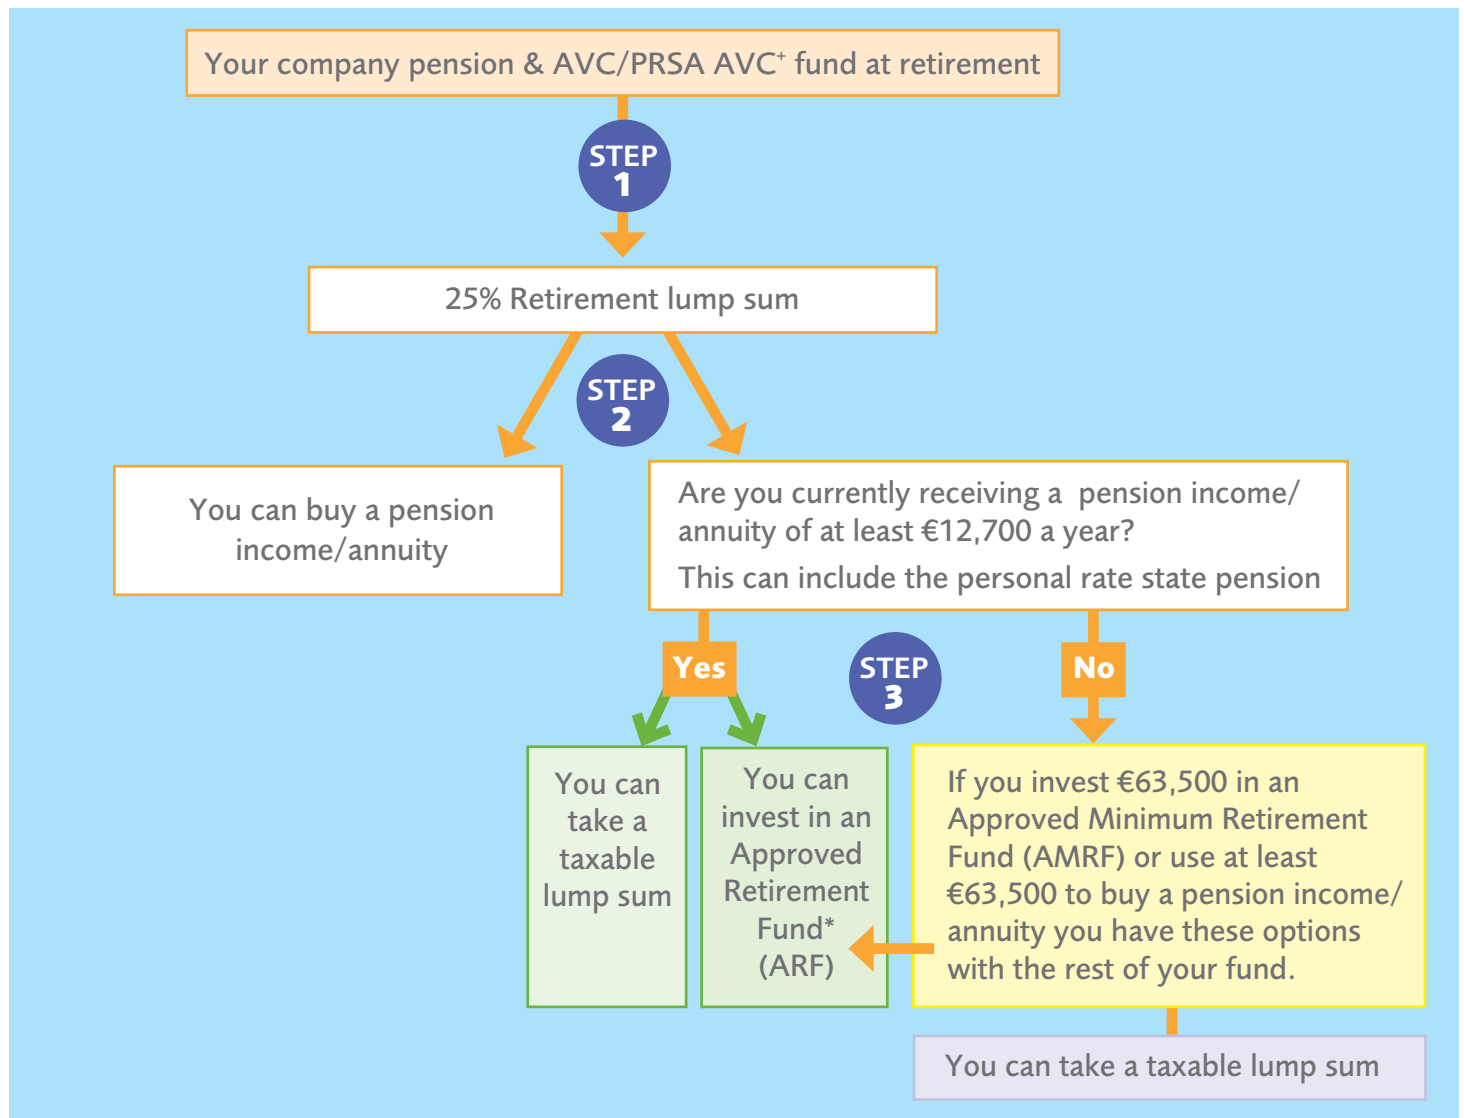 Your company pension & AVC/PRSA AVC+ fund at retirement
STEP
1
25% Retirement lump sum
STEP
2
You can buy a pension
income/annuity
Are you currently receiving a pension income/
annuity of at least €12,700 a year?
This can include the personal rate state pension
Yes
STEP
3
No
You can
take a
taxable
lump sum
You can
invest in an
Approved
Retirement
Fund*
(ARF)
If you invest €63,500 in an
Approved Minimum Retirement
Fund (AMRF) or use at least
€63,500 to buy a pension income/
annuity you have these options
with the rest of your fund.
You can take a taxable lump sum